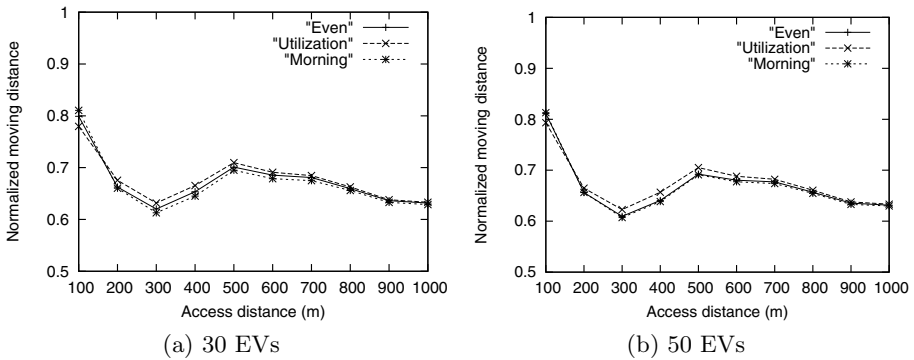 1
0.9
0.8
0.7
0.6
0.5
Normalized moving distance
"Even"
"Utilization"
"Morning"
100 200 300 400 500 600 700 800 900 1000
Access distance (m)
(a) 30 EVs
1
0.9
0.8
0.7
0.6
0.5
Normalized moving distance
"Even"
"Utilization"
"Morning"
100 200 300 400 500 600 700 800 900 1000
Access distance (m)
(b) 50 EVs